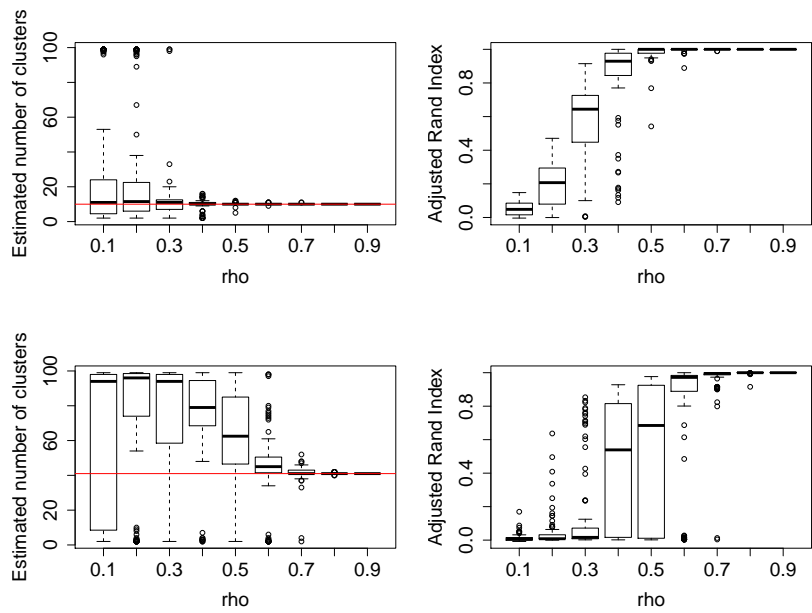 Estimated number of clusters
0 20 60 100
0.1 0.3 0.5 0.7 0.9
rho
Adjusted Rand Index
0.0 0.4 0.8
0.1 0.3 0.5 0.7 0.9
rho
Estimated number of clusters
0 20 60 100
0.1 0.3 0.5 0.7 0.9
rho
Adjusted Rand Index
0.0 0.4 0.8
0.1 0.3 0.5 0.7 0.9
rho